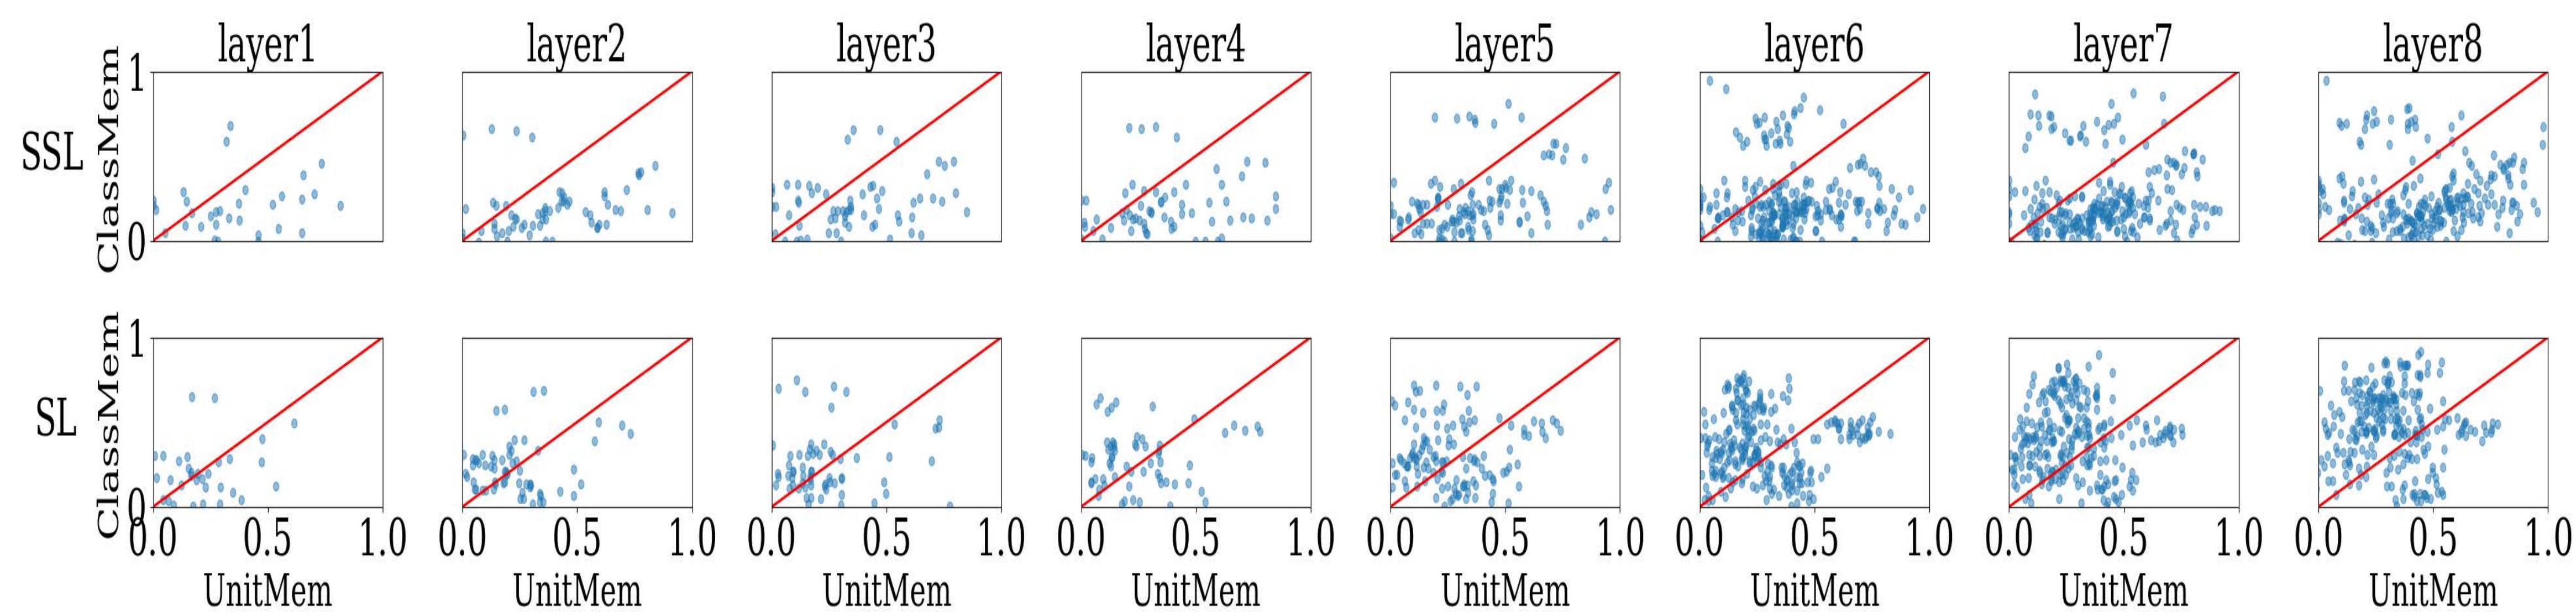 layer1 layer2 layer3 layer4 layer5 layer6 layer7 layer8
SSL
ClassMem
1
0
SL
ClassMem
1
0
0.0 0.5 1.0 0.0 0.5 1.0 0.0 0.5 1.0 0.0 0.5 1.0 0.0 0.5 1.0 0.0 0.5 1.0 0.0 0.5 1.0 0.0 0.5 1.0
UnitMem UnitMem UnitMem UnitMem UnitMem UnitMem UnitMem UnitMem